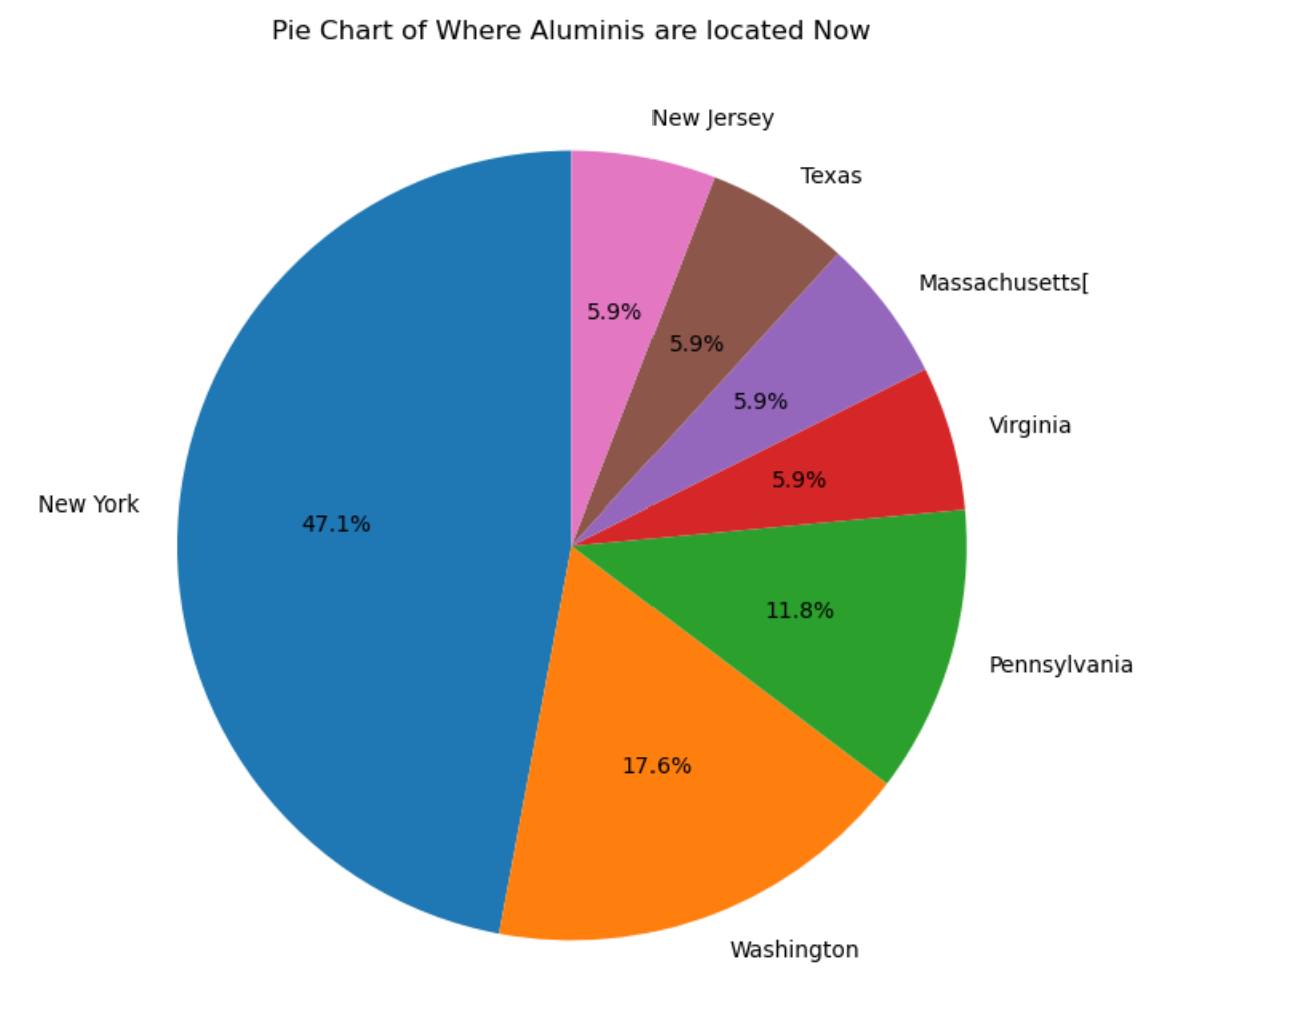 Pie Chart of Where Aluminis are located Now
New Jersey
Texas
Massachusetts[
5.9%
5.9%
5.9%
Virginia
5.9%
New York
47.1%
11.8%
Pennsylvania
17.6%
Washington